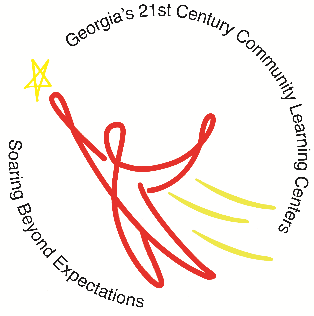 Georgia's 21st Century Community Learning Centers
Soaring Beyond Expectations